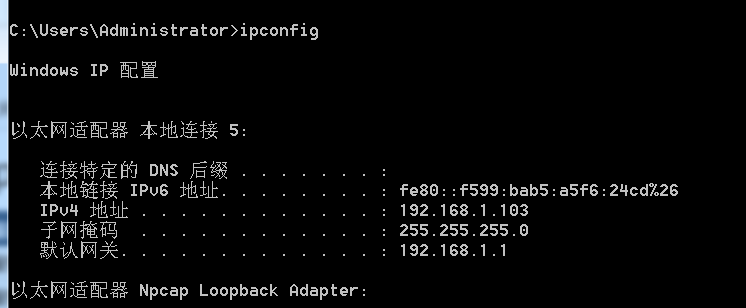 C:\Users\Administrator>ipconfig
Windows IP 配置
以太网适配器 本地连接 5:
连接特定的 DNS 后缀 . . . . . . . :
本地链接 IPv6 地址. . . . . . . . : fe80::f599:bab5:a5f6:24cd%26
IPv4 地址 . . . . . . . . . . . . : 192.168.1.103
子网掩码  . . . . . . . . . . . . : 255.255.255.0
默认网关. . . . . . . . . . . . . : 192.168.1.1
以太网适配器 Npcap Loopback Adapter: